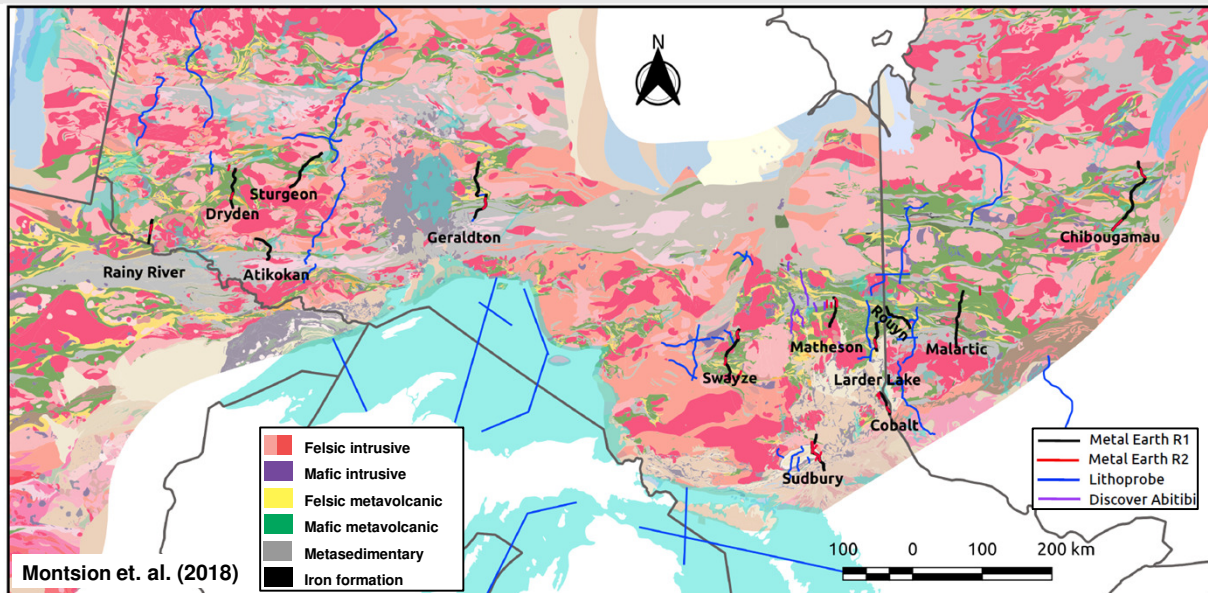 N
Sturgeon
Dryden
Geraldton
Chibougamau
Rainy River
Atikokan
Rouyn
Matheson
Malartic
Swayze
Larder Lake
Cobalt
Sudbury
Felsic intrusive
Mafic intrusive
Felsic metavolcanic
Mafic metavolcanic
Metasedimentary
Iron formation
Metal Earth R1
Metal Earth R2
Lithoprobe
Discover Abitibi
100 0 100 200 km
Montsion et. al. (2018)